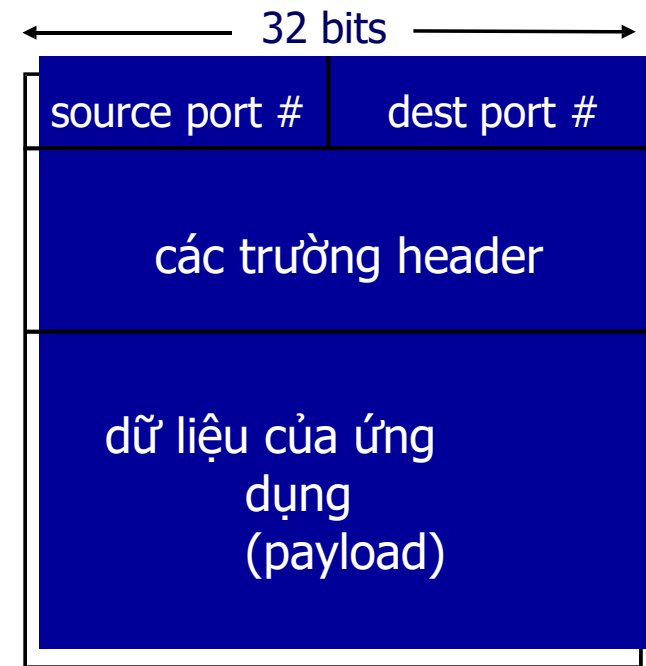 32 bits
source port #
dest port #
các trường header
dữ liệu của ứng
dụng
(payload)